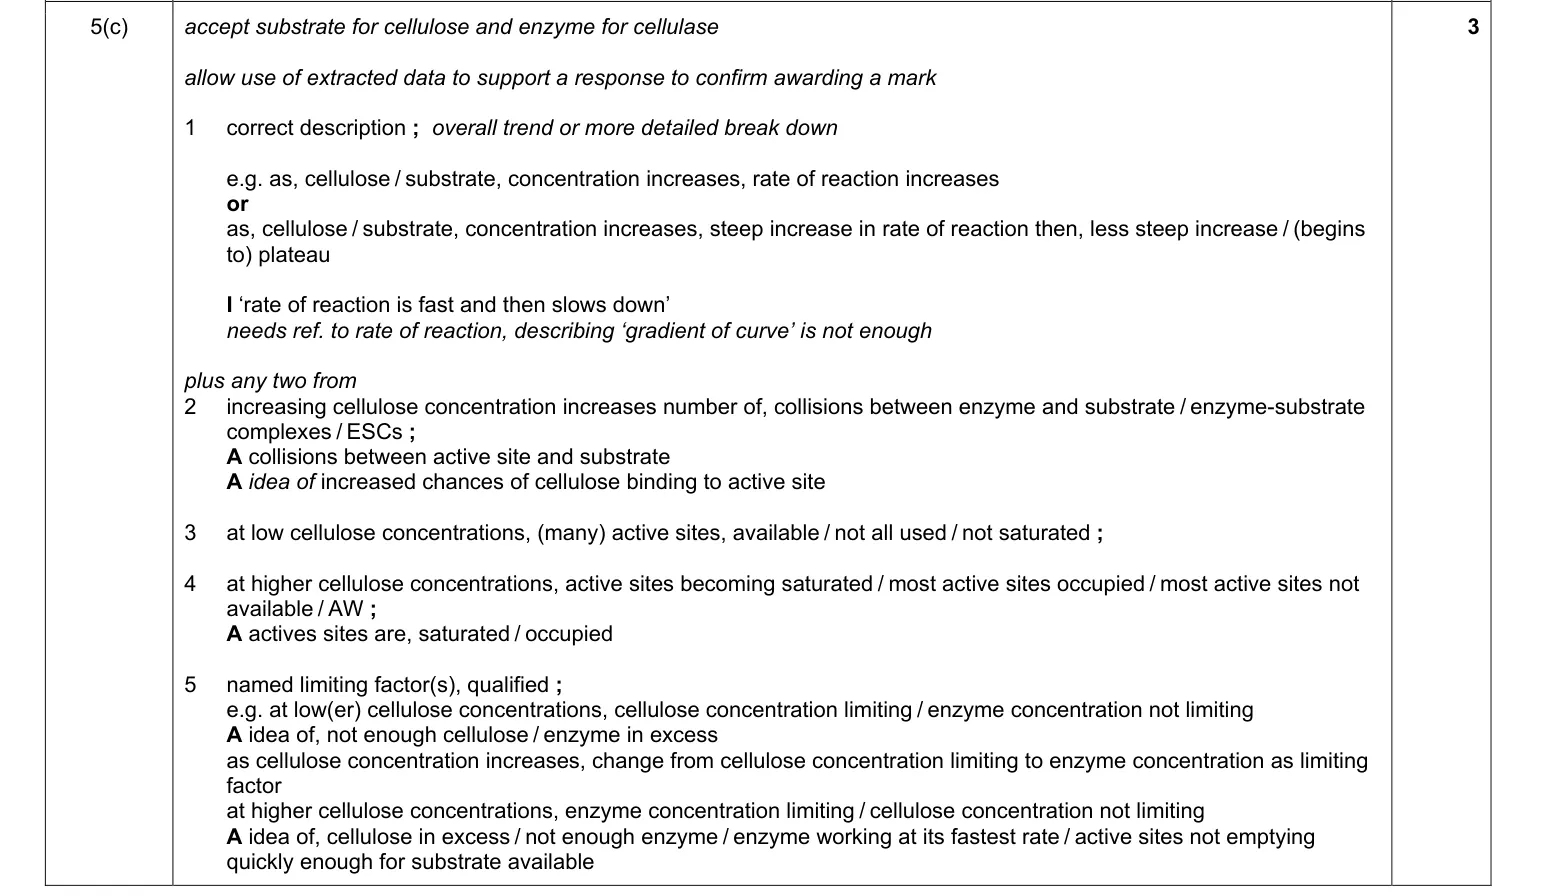 5(c) accept substrate for cellulose and enzyme for cellulase 3
allow use of extracted data to support a response to confirm awarding a mark
1 correct description ; overall trend or more detailed break down
e.g. as, cellulose / substrate, concentration increases, rate of reaction increases
or
as, cellulose / substrate, concentration increases, steep increase in rate of reaction then, less steep increase / (begins
to) plateau
I ‘rate of reaction is fast and then slows down’
needs ref. to rate of reaction, describing ‘gradient of curve’ is not enough
plus any two from
2 increasing cellulose concentration increases number of, collisions between enzyme and substrate / enzyme-substrate
complexes / ESCs ;
A collisions between active site and substrate
A idea of increased chances of cellulose binding to active site
3 at low cellulose concentrations, (many) active sites, available / not all used / not saturated ;
4 at higher cellulose concentrations, active sites becoming saturated / most active sites occupied / most active sites not
available / AW ;
A actives sites are, saturated / occupied
5 named limiting factor(s), qualified ;
e.g. at low(er) cellulose concentrations, cellulose concentration limiting / enzyme concentration not limiting
A idea of, not enough cellulose / enzyme in excess
as cellulose concentration increases, change from cellulose concentration limiting to enzyme concentration as limiting
factor
at higher cellulose concentrations, enzyme concentration limiting / cellulose concentration not limiting
A idea of, cellulose in excess / not enough enzyme / enzyme working at its fastest rate / active sites not emptying
quickly enough for substrate available